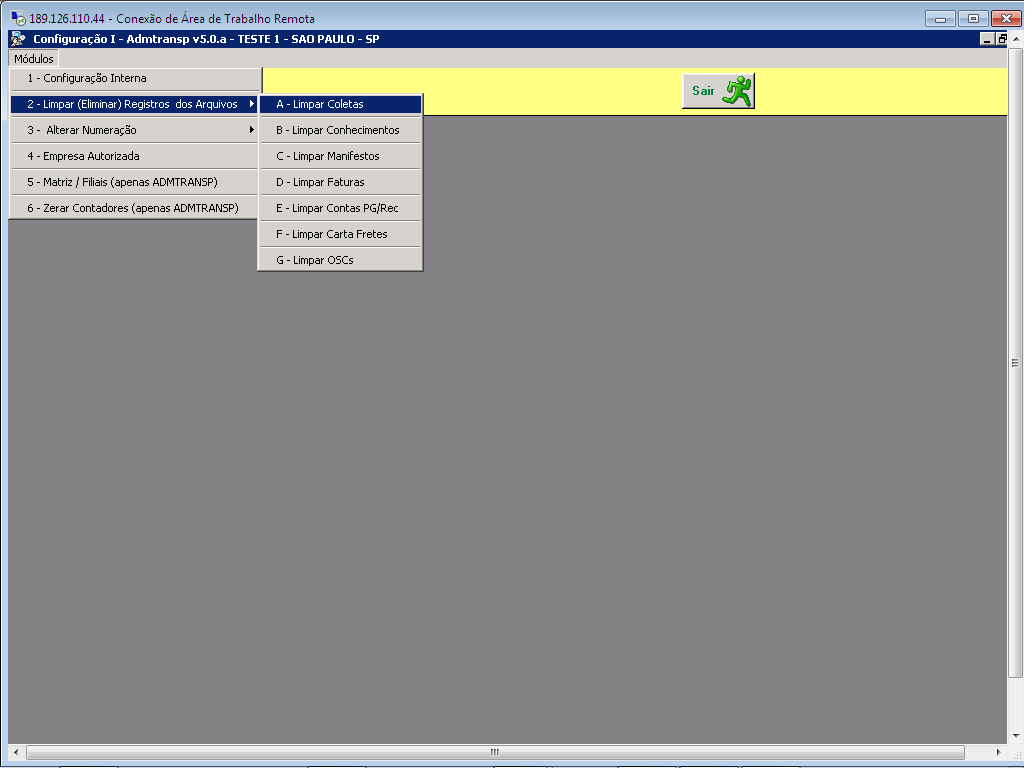 189.126.110.44 - Conexão de Área de Trabalho Remota
Configuração I - Admtransp v5.0.a - TESTE 1 - SAO PAULO - SP
Módulos
1 - Configuração Interna
2 - Limpar (Eliminar) Registros dos Arquivos
3 - Alterar Numeração
4 - Empresa Autorizada
5 - Matriz / Filiais (apenas ADMTRANSP)
6 - Zerar Contadores (apenas ADMTRANSP)
A - Limpar Coletas
B - Limpar Conhecimentos
C - Limpar Manifestos
D - Limpar Faturas
E - Limpar Contas PG/Rec
F - Limpar Carta Fretes
G - Limpar OSCs
Sair